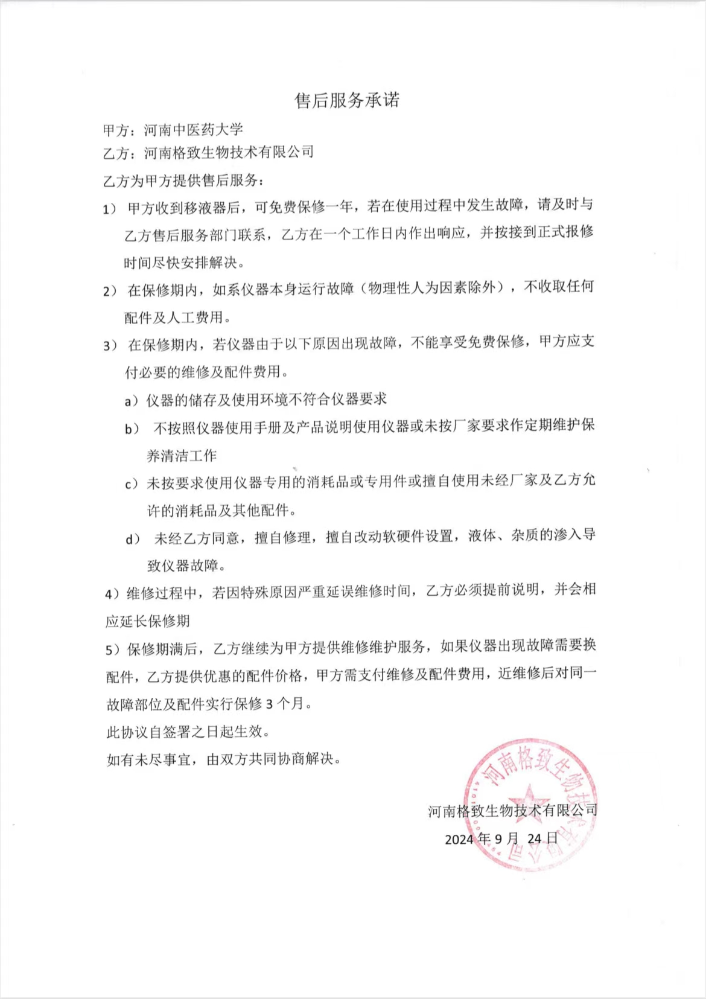 售后服务承诺
甲方：河南中医药大学
乙方：河南格致生物技术有限公司
乙方为甲方提供售后服务：
1） 甲方收到移液器后，可免费保修一年，若在使用过程中发生故障，请及时与
乙方售后服务部门联系，乙方在一个工作日内作出响应，并按接到正式报修
时间尽快安排解决。
2） 在保修期内，如系仪器本身运行故障（物理性人为因素除外），不收取任何
配件及人工费用。
3） 在保修期内，若仪器由于以下原因出现故障，不能享受免费保修，甲方应支
付必要的维修及配件费用。
a）仪器的储存及使用环境不符合仪器要求
b） 不按照仪器使用手册及产品说明使用仪器或未按厂家要求作定期维护保
养清洁工作
c）未按要求使用仪器专用的消耗品或专用件或擅自使用未经厂家及乙方允
许的消耗品及其他配件。
d） 未经乙方同意，擅自修理，擅自改动软硬件设置，液体、杂质的渗入导
致仪器故障。
4）维修过程中，若因特殊原因严重延误维修时间，乙方必须提前说明，并会相
应延长保修期
5）保修期满后，乙方继续为甲方提供维修维护服务，如果仪器出现故障需要换
配件，乙方提供优惠的配件价格，甲方需支付维修及配件费用，近维修后对同一
故障部位及配件实行保修 3 个月。
此协议自签署之日起生效。
如有未尽事宜，由双方共同协商解决。
河南格致生物技术有限公司
河南格致生物技术有限公司
2024 年 9 月 24 日